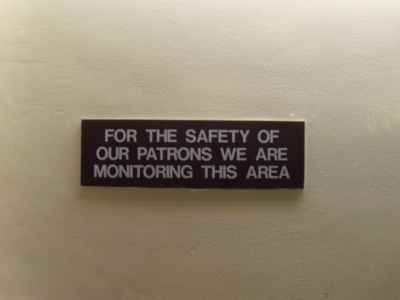 FOR THE SAFETY OF
OUR PATRONS WE ARE
MONITORING THIS AREA